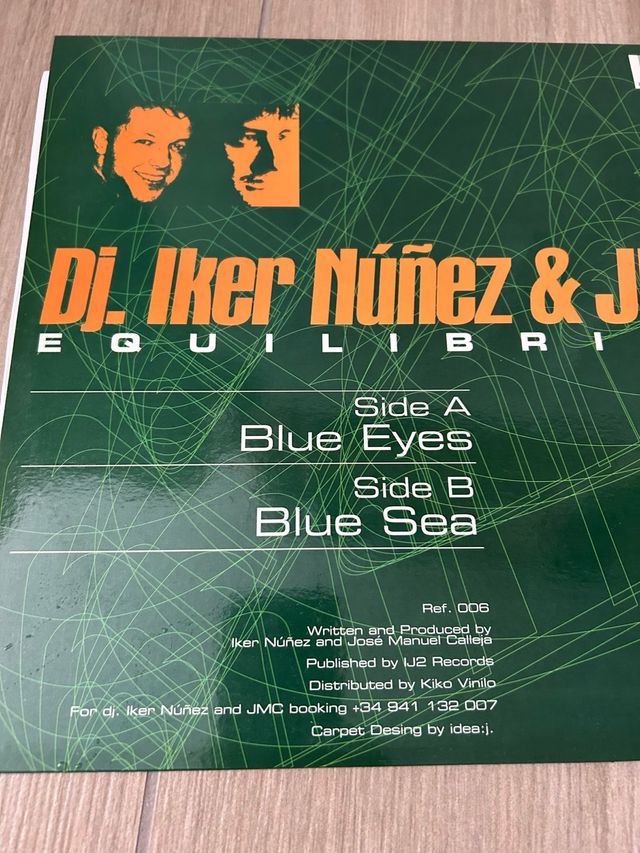 Dj. Iker Núñez & J
EQUILIBRI
Side A
Blue Eyes
Side B
Blue Sea
Ref. 006
Written and Produced by
Iker Núñez and José Manuel Calleja
Published by IJ2 Records
Distributed by Kiko Vinilo
For dj. Iker Núñez and JMC booking +34 941 132 007
Carpet Desing by idea:j.